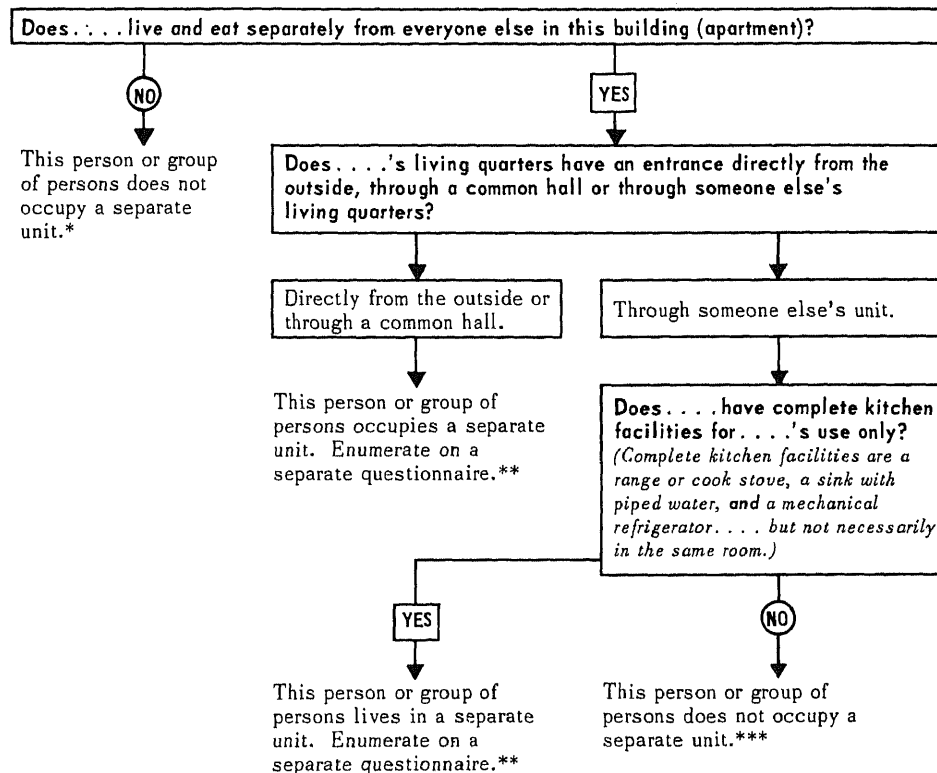 Does. . . . live and eat separately from everyone else in this building (apartment)?
NO
YES
This person or group
of persons does not
occupy a separate
unit.*
Does. . . .'s living quarters have an entrance directly from the
outside, through a common hall or through someone else's
living quarters?
Directly from the outside or
through a common hall.
Through someone else's unit.
This person or group of
persons occupies a separate
unit. Enumerate on a
separate questionnaire.**
Does. . . . have complete kitchen
facilities for. . . .'s use only?
(Complete kitchen facilities are a
range or cook stove, a sink with
piped water, and a mechanical
refrigerator. . . . but not necessarily
in the same room.)
YES
NO
This person or group of
persons lives in a separate
unit. Enumerate on a
separate questionnaire.**
This person or group of
persons does not occupy a
separate unit.***